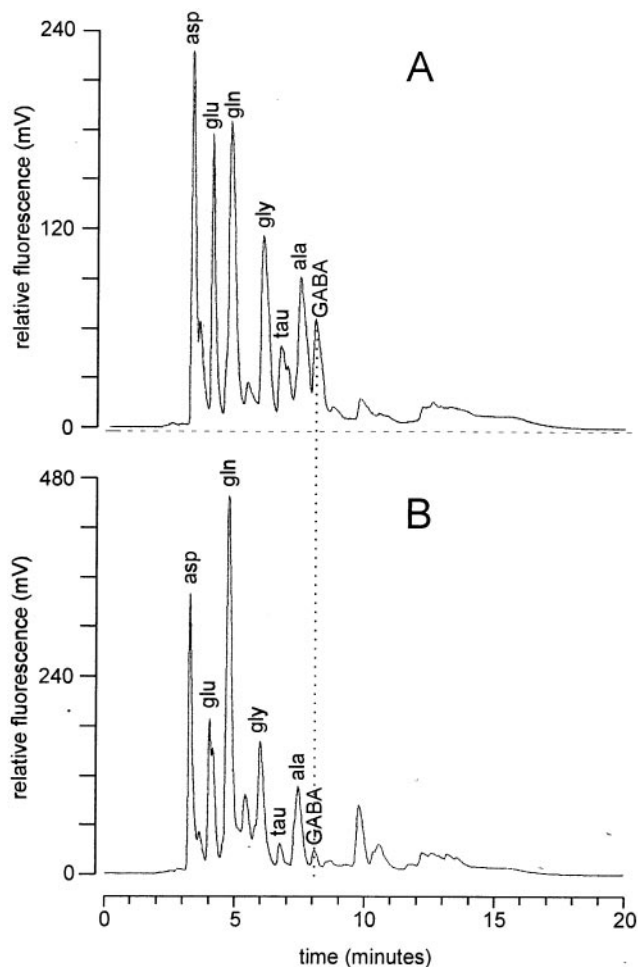 240
asp
A
gln
glu
gly
120
ala
GABA
tau
0
relative fluorescence (mV)
480
gln
B
asp
240
glu
gly
ala
tau
GABA
0
relative fluorescence (mV)
0 5 10 15 20
time (minutes)